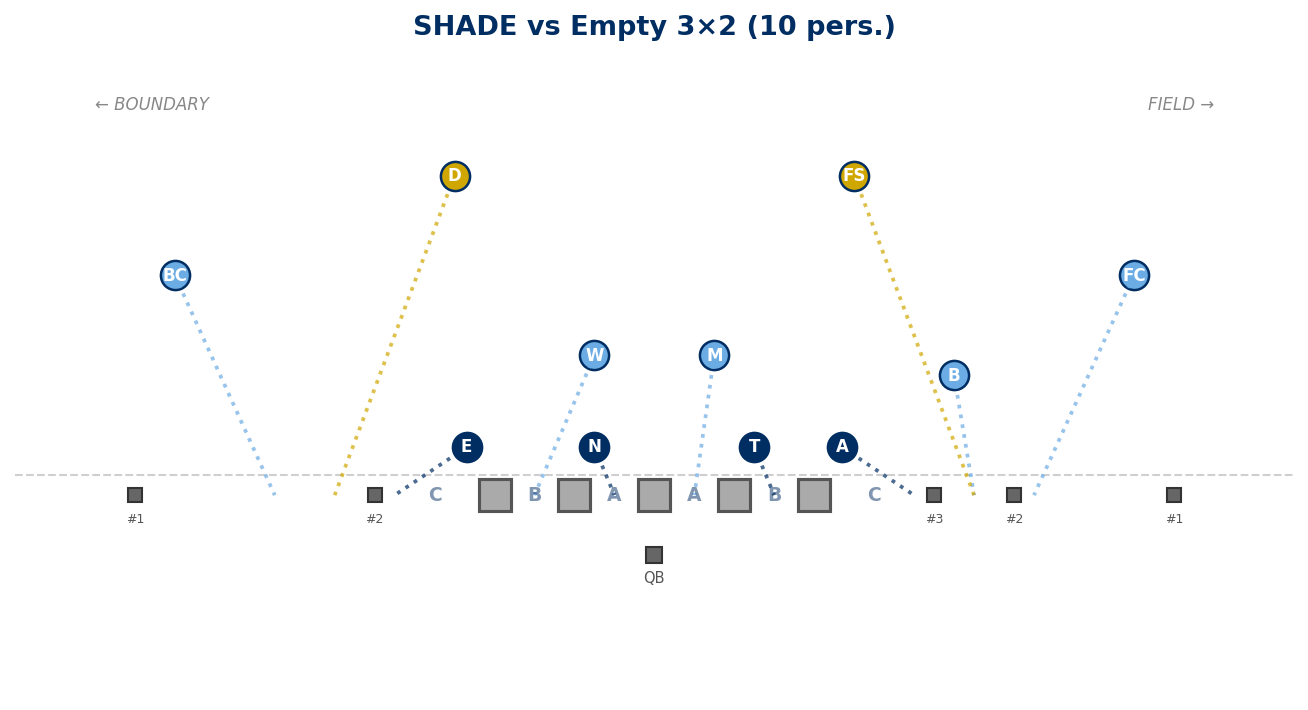 SHADE vs Empty 3×2 (10 pers.)
← BOUNDARY
FIELD →
D
FS
BC
FC
W
M
B
E
N
T
A
C
B
A
A
B
C
#1
#2
#3
#2
#1
QB